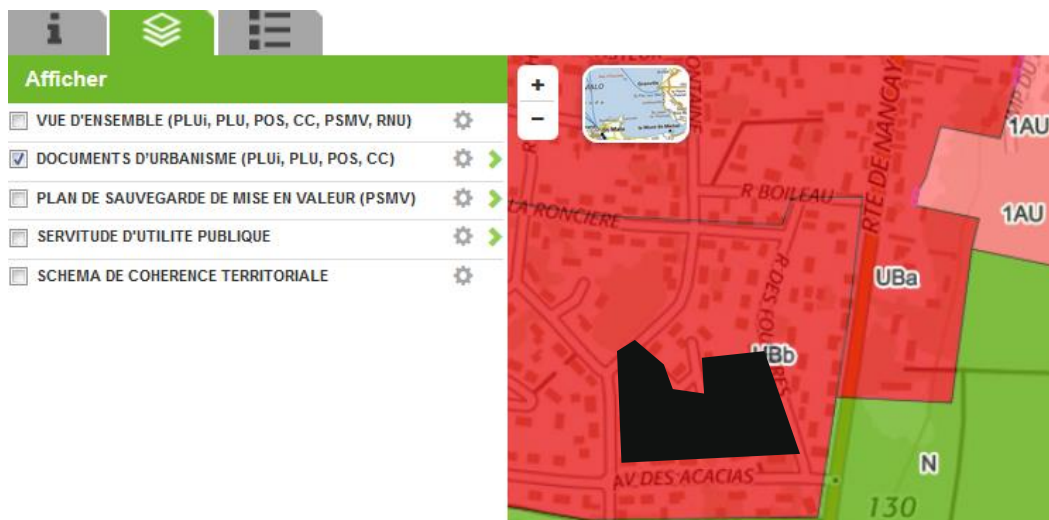 Afficher
VUE D'ENSEMBLE (PLUi, PLU, POS, CC, PSMV, RNU)
DOCUMENTS D'URBANISME (PLUi, PLU, POS, CC)
PLAN DE SAUVEGARDE DE MISE EN VALEUR (PSMV)
SERVITUDE D'UTILITE PUBLIQUE
SCHEMA DE COHERENCE TERRITORIALE
+
-
1AU
R BOILEAU
LA RONCIERE
RTE DE NANCAY
1AU
UBa
UBb
AV DES ACACIAS
N
130